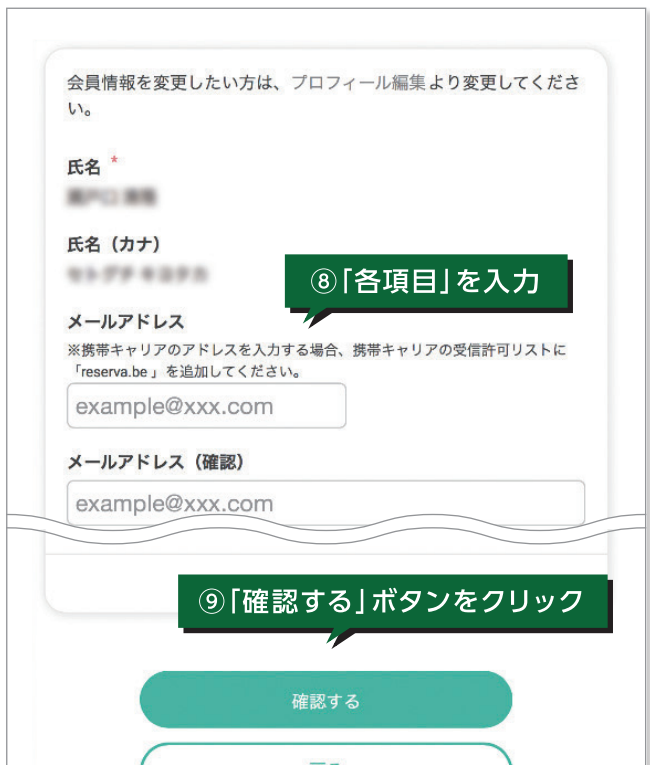 会員情報を変更したい方は、プロフィール編集より変更してくださ
い。
氏名 *
氏名（カナ）
⑧「各項目」を入力
メールアドレス
※携帯キャリアのアドレスを入力する場合、携帯キャリアの受信許可リストに
「reserva.be 」を追加してください。
example@xxx.com
メールアドレス（確認）
example@xxx.com
⑨「確認する」ボタンをクリック
確認する